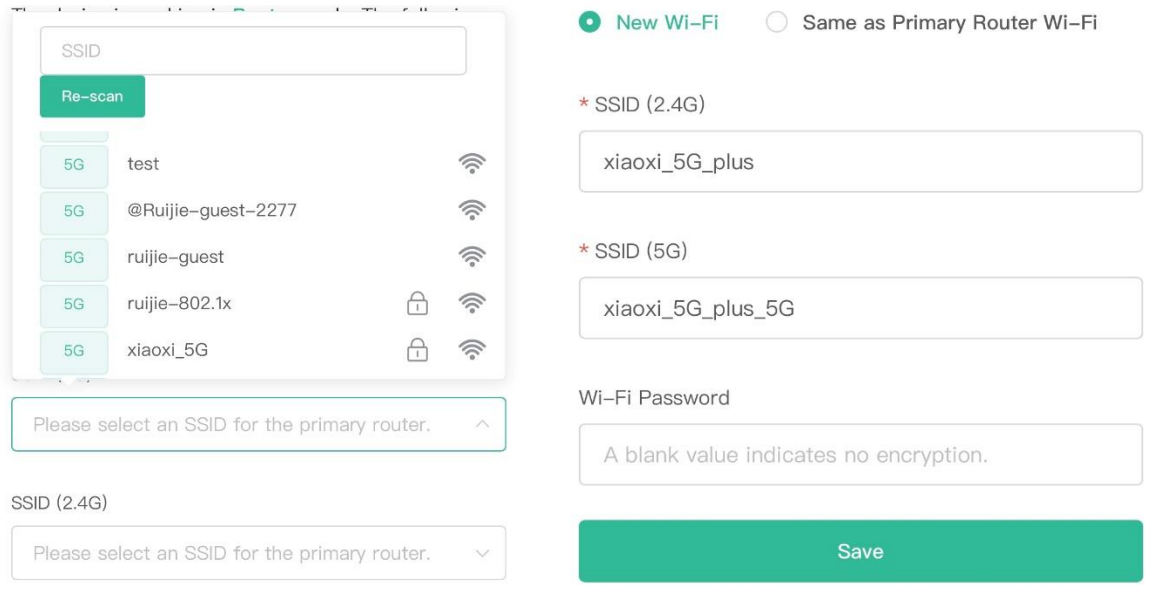 SSID
Re-scan
5G test
5G @Ruijie-guest-2277
5G ruijie-guest
5G ruijie-802.1x
5G xiaoxi_5G
Please select an SSID for the primary router.
SSID (2.4G)
Please select an SSID for the primary router.
New Wi-Fi
Same as Primary Router Wi-Fi
* SSID (2.4G)
xiaoxi_5G_plus
* SSID (5G)
xiaoxi_5G_plus_5G
Wi-Fi Password
A blank value indicates no encryption.
Save